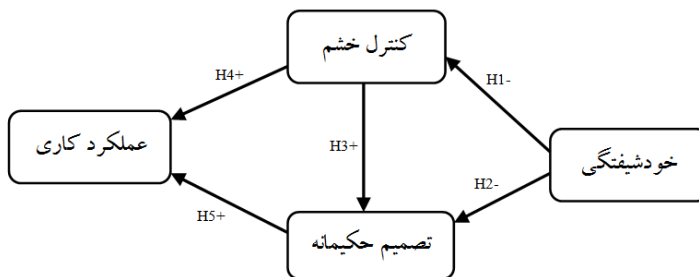 کنترل خشم
H4+
H1-
عملکرد کاری
H3+
خودشیفتگی
H2-
H5+
تصمیم حکیمانه